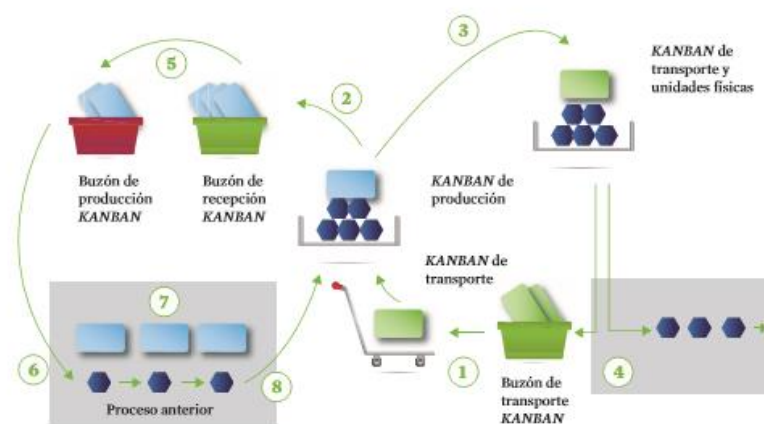 3
KANBAN de
transporte y
unidades físicas
5
2
Buzón de
producción
KANBAN
Buzón de
recepción
KANBAN
KANBAN de
producción
KANBAN de
transporte
7
6
8
1
4
Proceso anterior
Buzón de
transporte
KANBAN